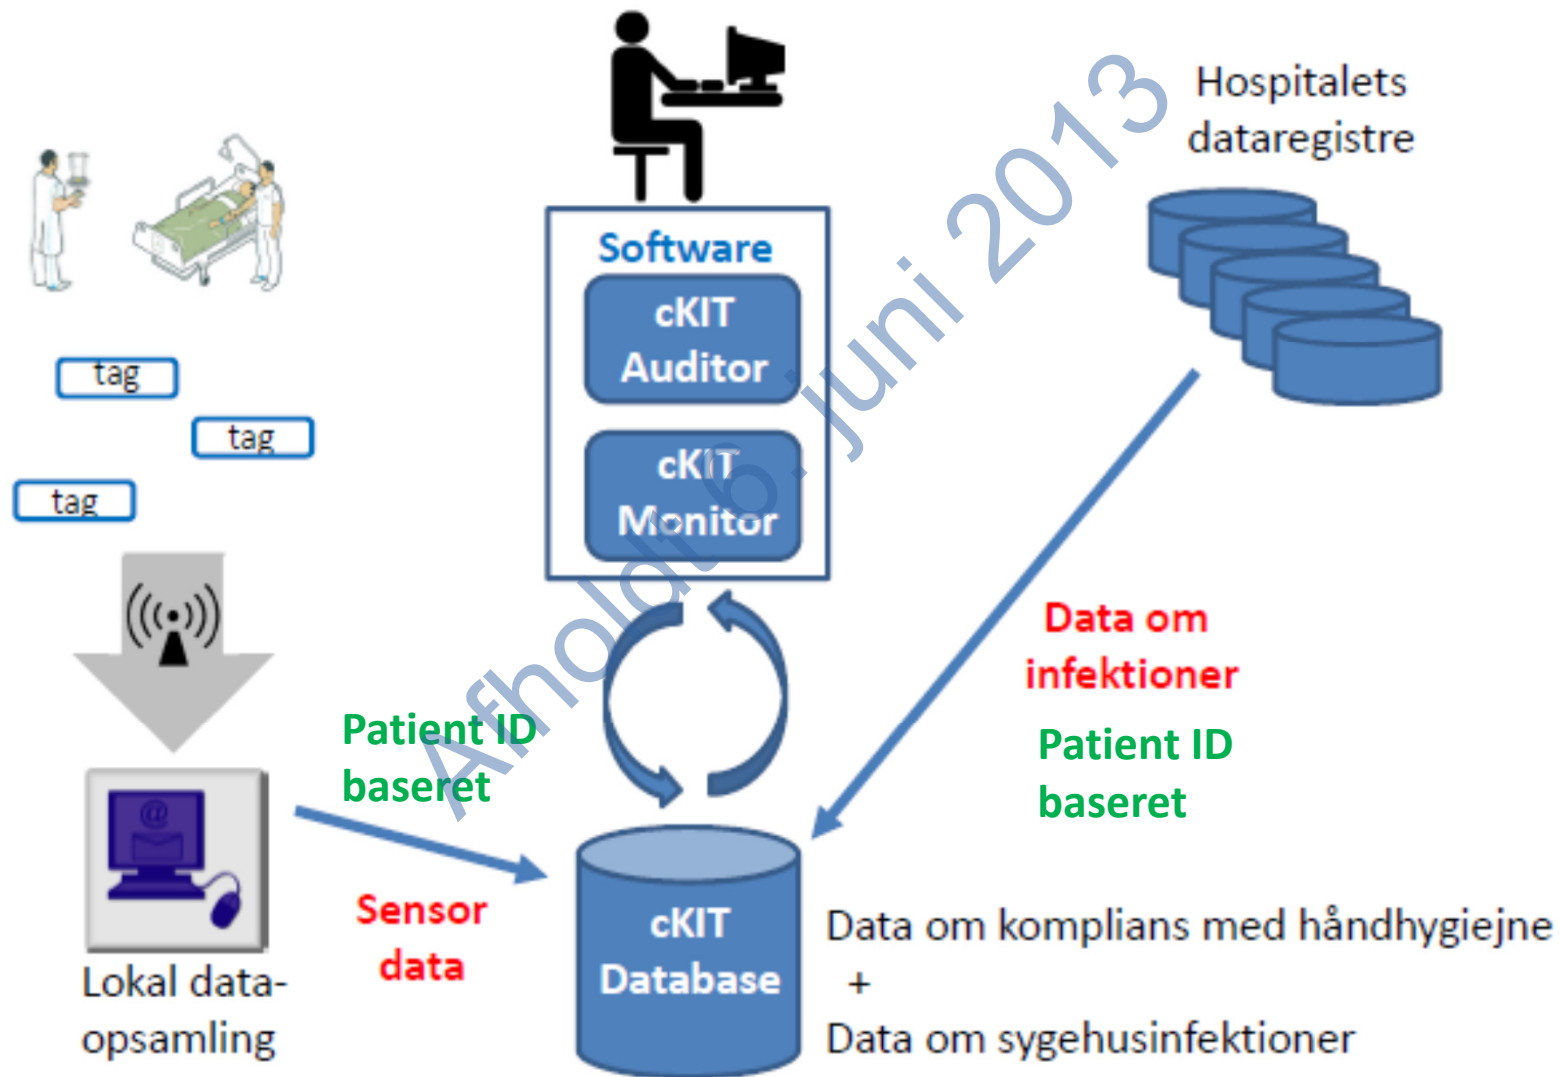 Hospitalets
dataregistre
Software
cKIT
Auditor
cKIT
Monitor
tag
tag
tag
@
Patient ID
baseret
Sensor
data
Lokal data-
opsamling
Data om
infektioner
Patient ID
baseret
cKIT
Database
Data om komplians med håndhygiejne
+
Data om sygehusinfektioner
Afholdt 6. juni 2013